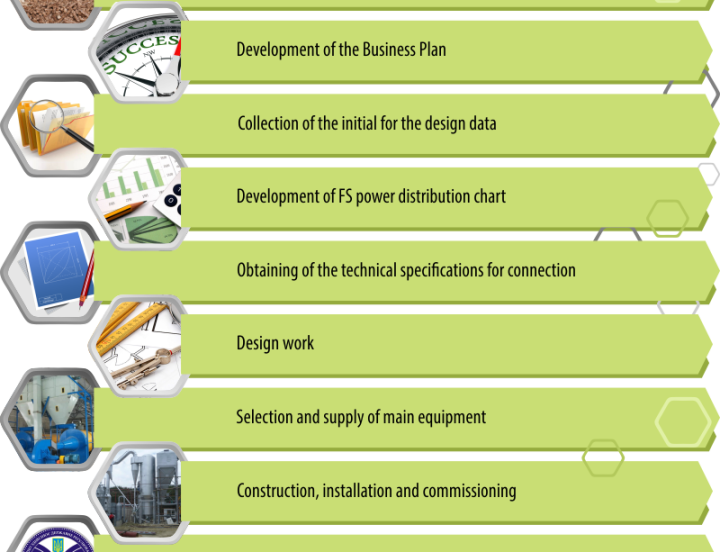 SUCCESS
NW
Development of the Business Plan
Collection of the initial for the design data
Development of FS power distribution chart
Obtaining of the technical specifications for connection
Design work
Selection and supply of main equipment
Construction, installation and commissioning